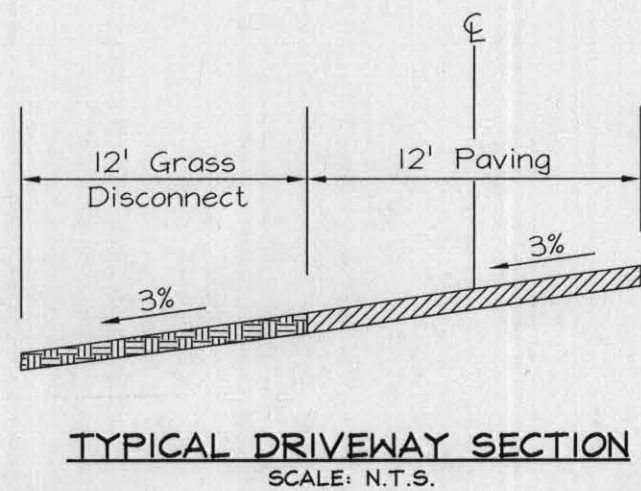 ℄
12' Grass
Disconnect
12' Paving
3%
3%
TYPICAL DRIVEWAY SECTION
SCALE: N.T.S.